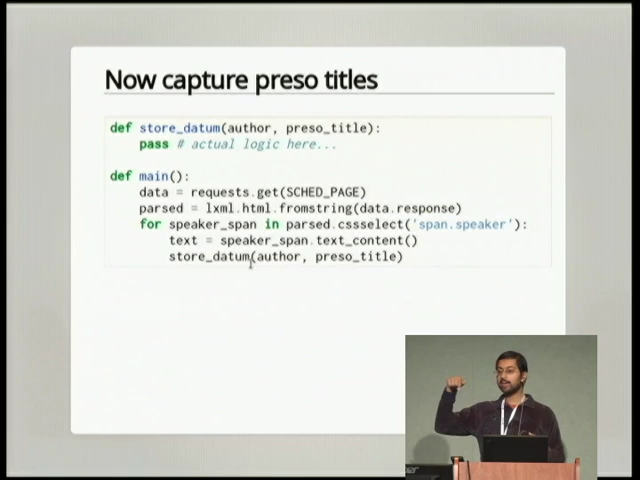 Now capture preso titles
def store_datum(author, preso_title):
    pass # actual logic here...
def main():
    data = requests.get(SCHED_PAGE)
    parsed = lxml.html.fromstring(data.response)
    for speaker_span in parsed.cssselect('span.speaker'):
        text = speaker_span.text_content()
        store_datum(author, preso_title)